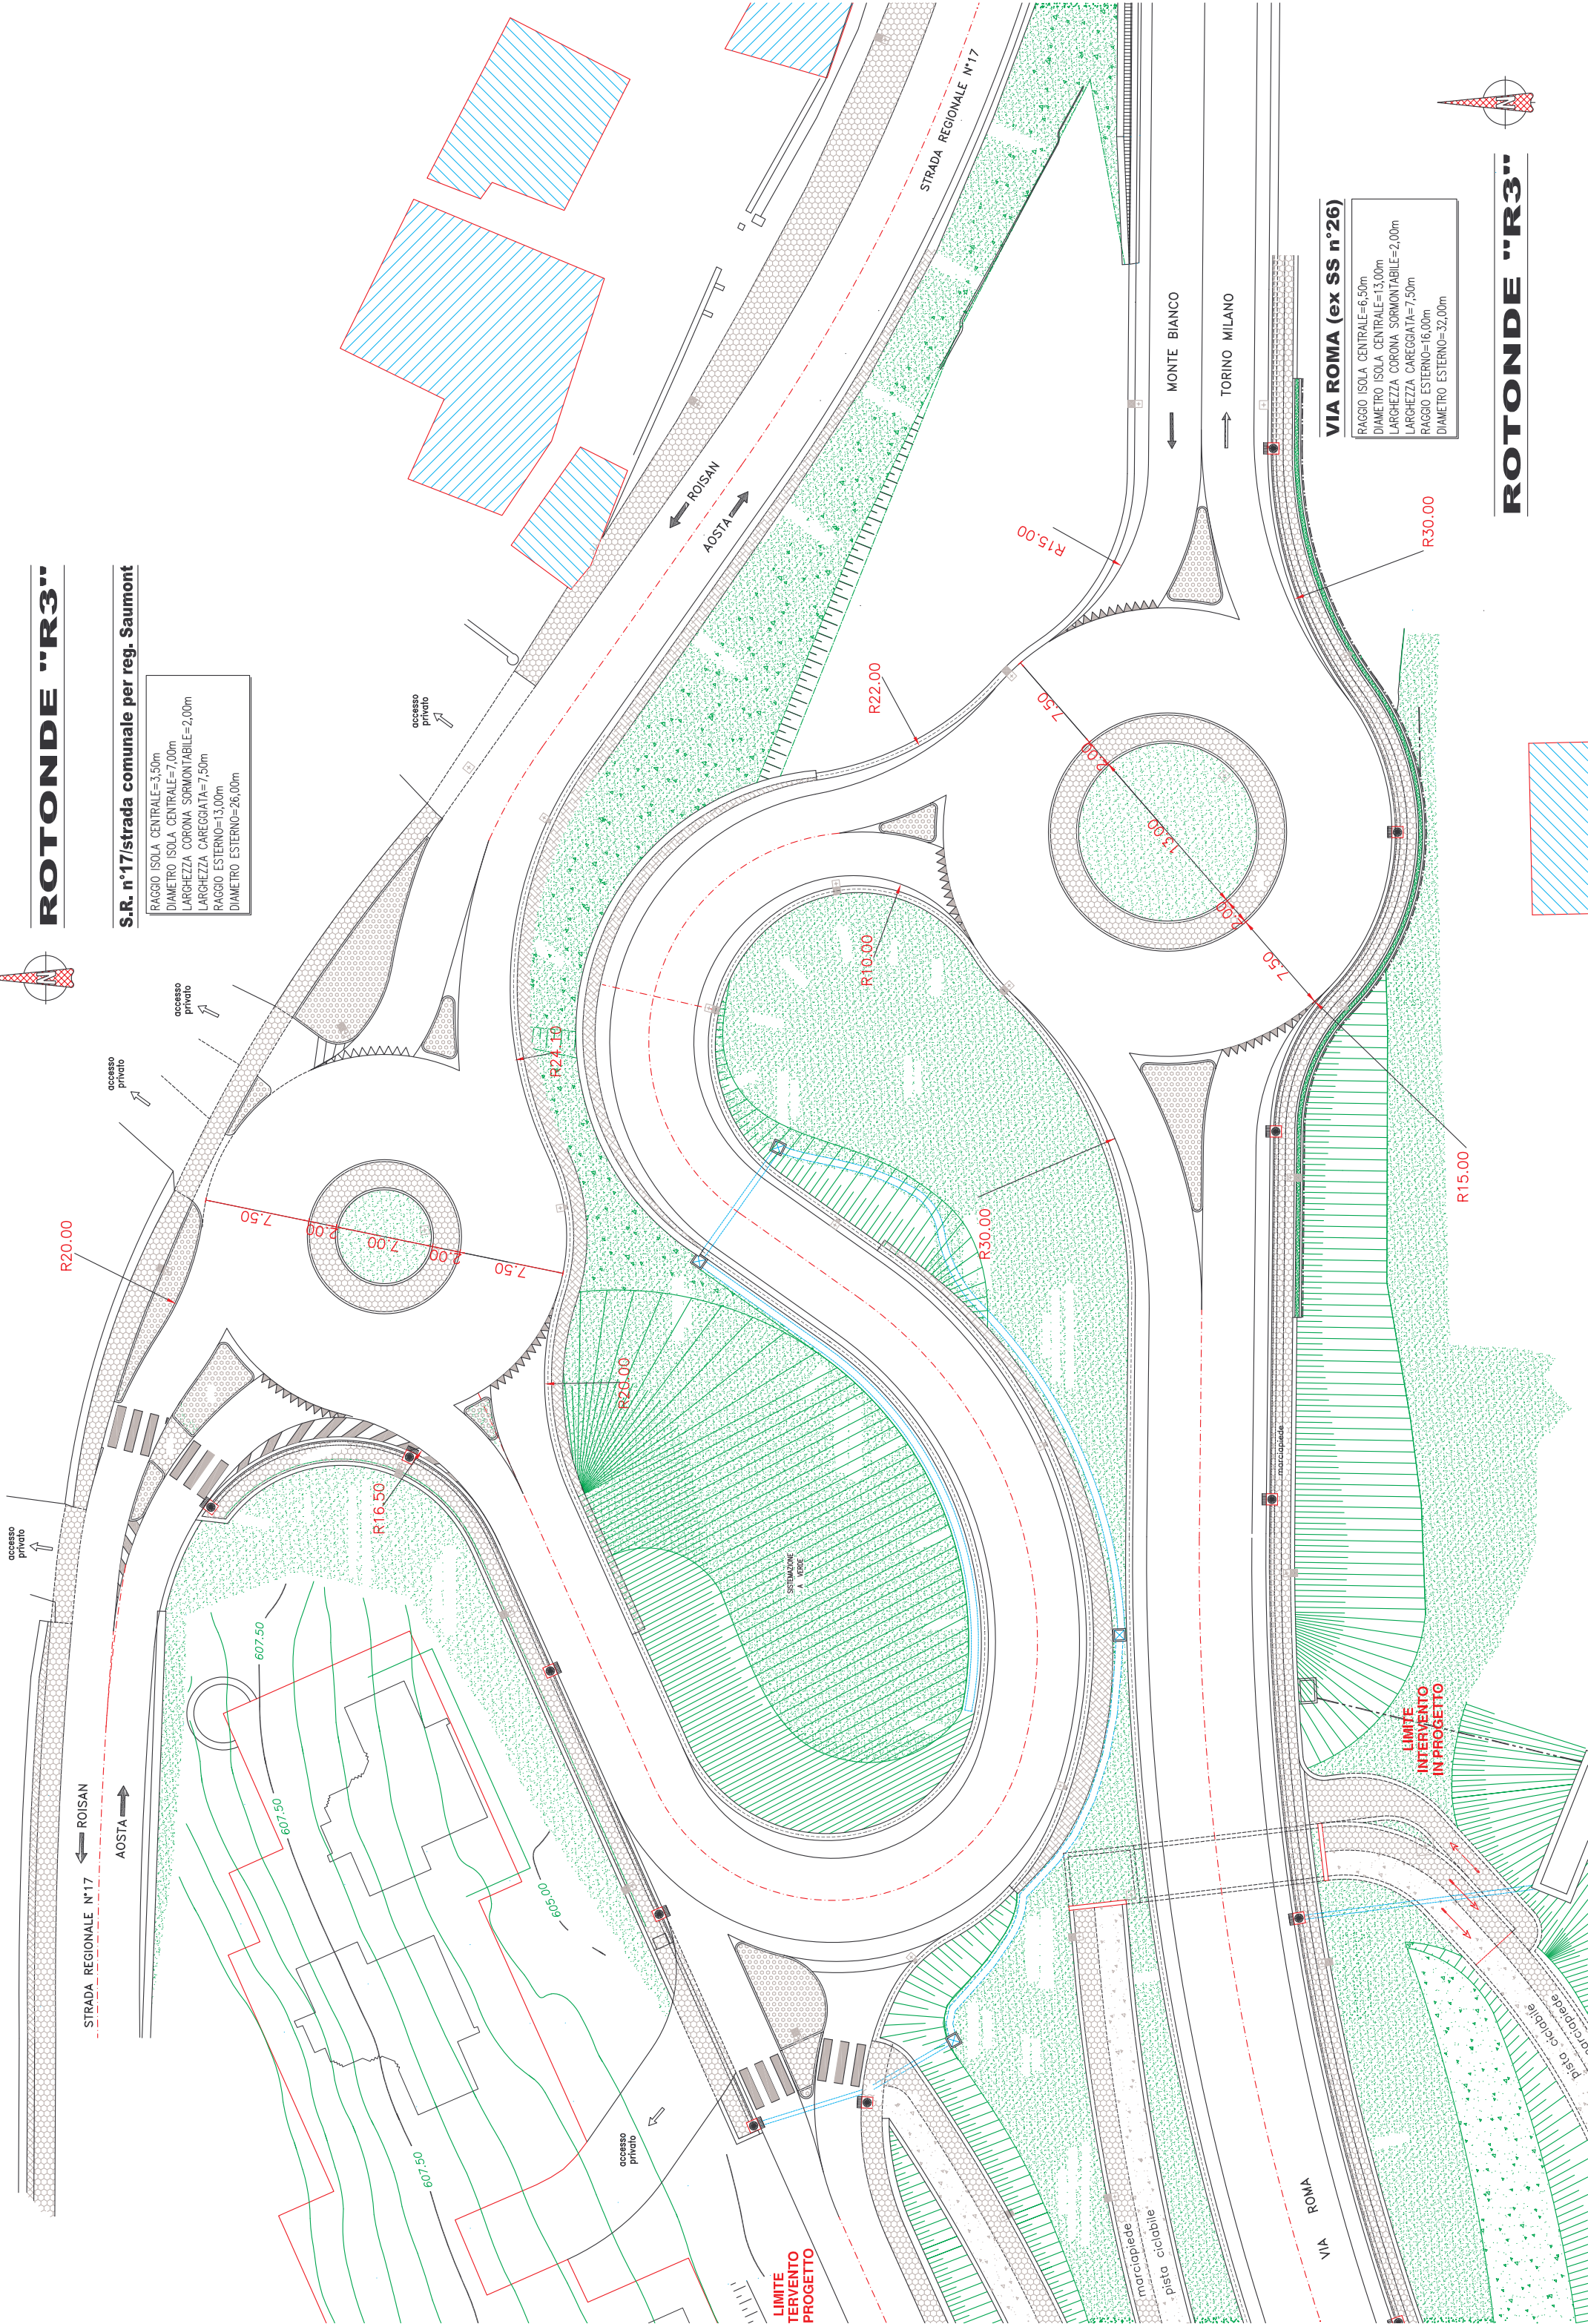 ROTONDE "R3"
S.R. n°17/strada comunale per reg. Saumont
RAGGIO ISOLA CENTRALE=3,50m
DIAMETRO ISOLA CENTRALE=7,00m
LARGHEZZA CORONA SORMONTABILE=2,00m
LARGHEZZA CAREGGIATA=7,50m
RAGGIO ESTERNO=13,00m
DIAMETRO ESTERNO=26,00m
N
accesso
privato
accesso
privato
accesso
privato
accesso
privato
accesso
privato
STRADA REGIONALE N°17
ROISAN
AOSTA
STRADA REGIONALE N°17
ROISAN
AOSTA
R20.00
7.50
2.00
7.00
2.00
7.50
R16.50
R24.10
R20.00
607.50
607.50
607.50
605.00
SISTEMAZIONE
A VERDE
R10.00
R30.00
R22.00
R15.00
7.50
2.00
13.00
2.00
7.50
R30.00
R15.00
MONTE BIANCO
TORINO MILANO
VIA ROMA (ex SS n°26)
RAGGIO ISOLA CENTRALE=6,50m
DIAMETRO ISOLA CENTRALE=13,00m
LARGHEZZA CORONA SORMONTABILE=2,00m
LARGHEZZA CAREGGIATA=7,50m
RAGGIO ESTERNO=16,00m
DIAMETRO ESTERNO=32,00m
ROTONDE "R3"
N
marciapiede
LIMITE
INTERVENTO
IN PROGETTO
LIMITE
TERVENTO
PROGETTO
marciapiede
pista ciclabile
VIA ROMA
pista ciclabile
marciapiede